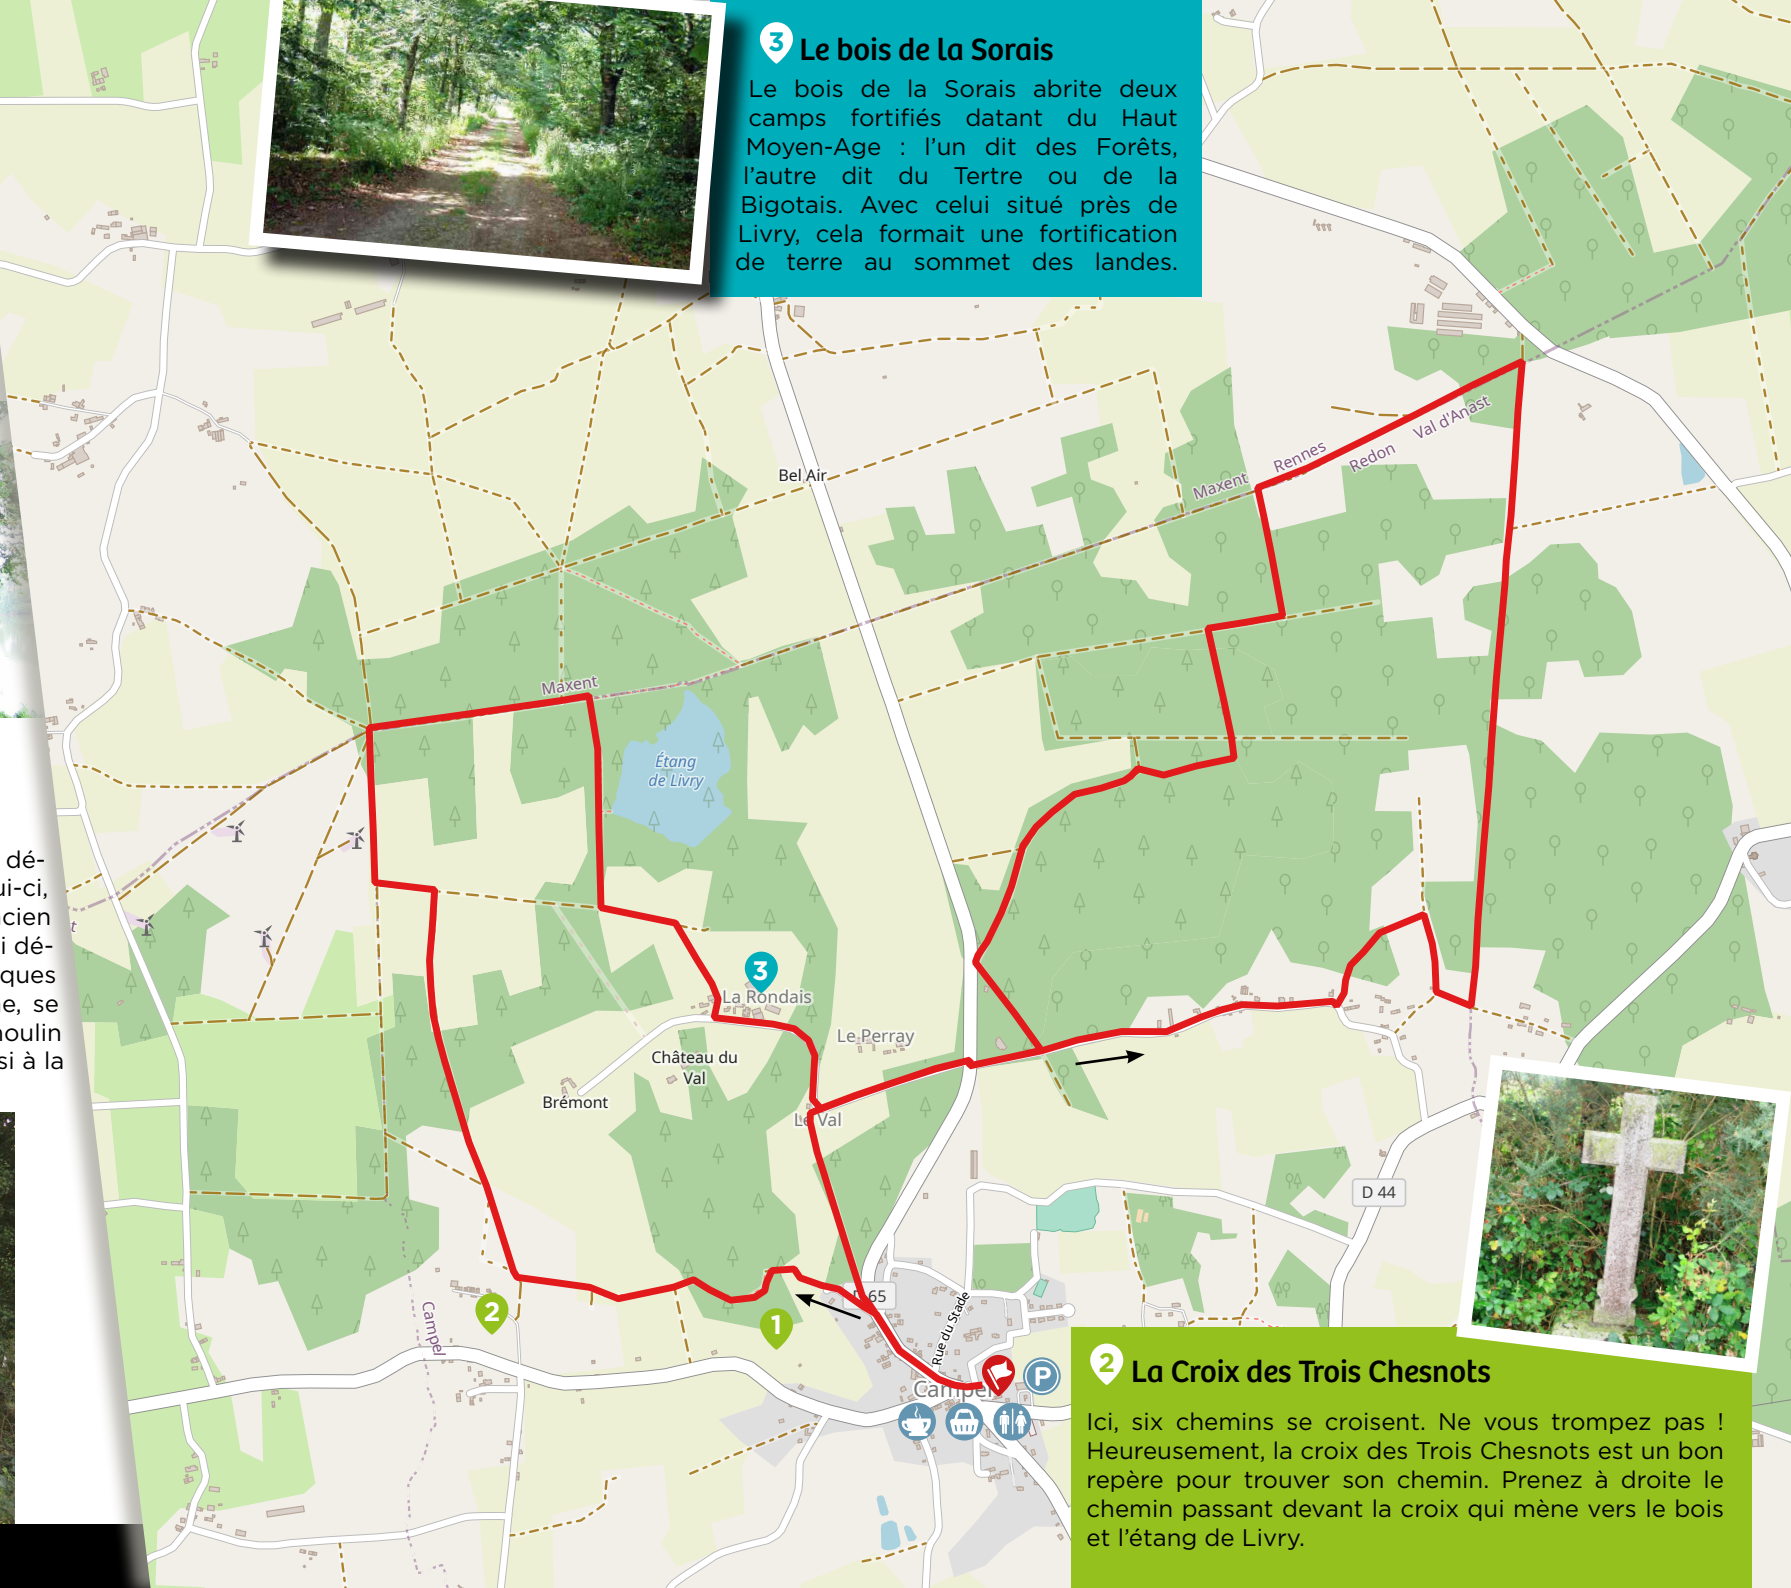 3 Le bois de la Sorais
Le bois de la Sorais abrite deux
camps fortifiés datant du Haut
Moyen-Age : l'un dit des Forêts,
l'autre dit du Tertre ou de la
Bigotais. Avec celui situé près de
Livry, cela formait une fortification
de terre au sommet des landes.
Val d'Anast
Rennes
Redon
Maxent
Bel Air
Maxent
Étang
de Livry
dé-
ui-ci,
ncien
i dé-
ques
e, se
moulin
si à la
t
3
La Rondais
Le Perray
Château du
Val
Brémont
Le Val
D 44
65
Rue du Stade
Campel
2
1
Campel
P
2 La Croix des Trois Chesnots
Ici, six chemins se croisent. Ne vous trompez pas !
Heureusement, la croix des Trois Chesnots est un bon
repère pour trouver son chemin. Prenez à droite le
chemin passant devant la croix qui mène vers le bois
et l'étang de Livry.